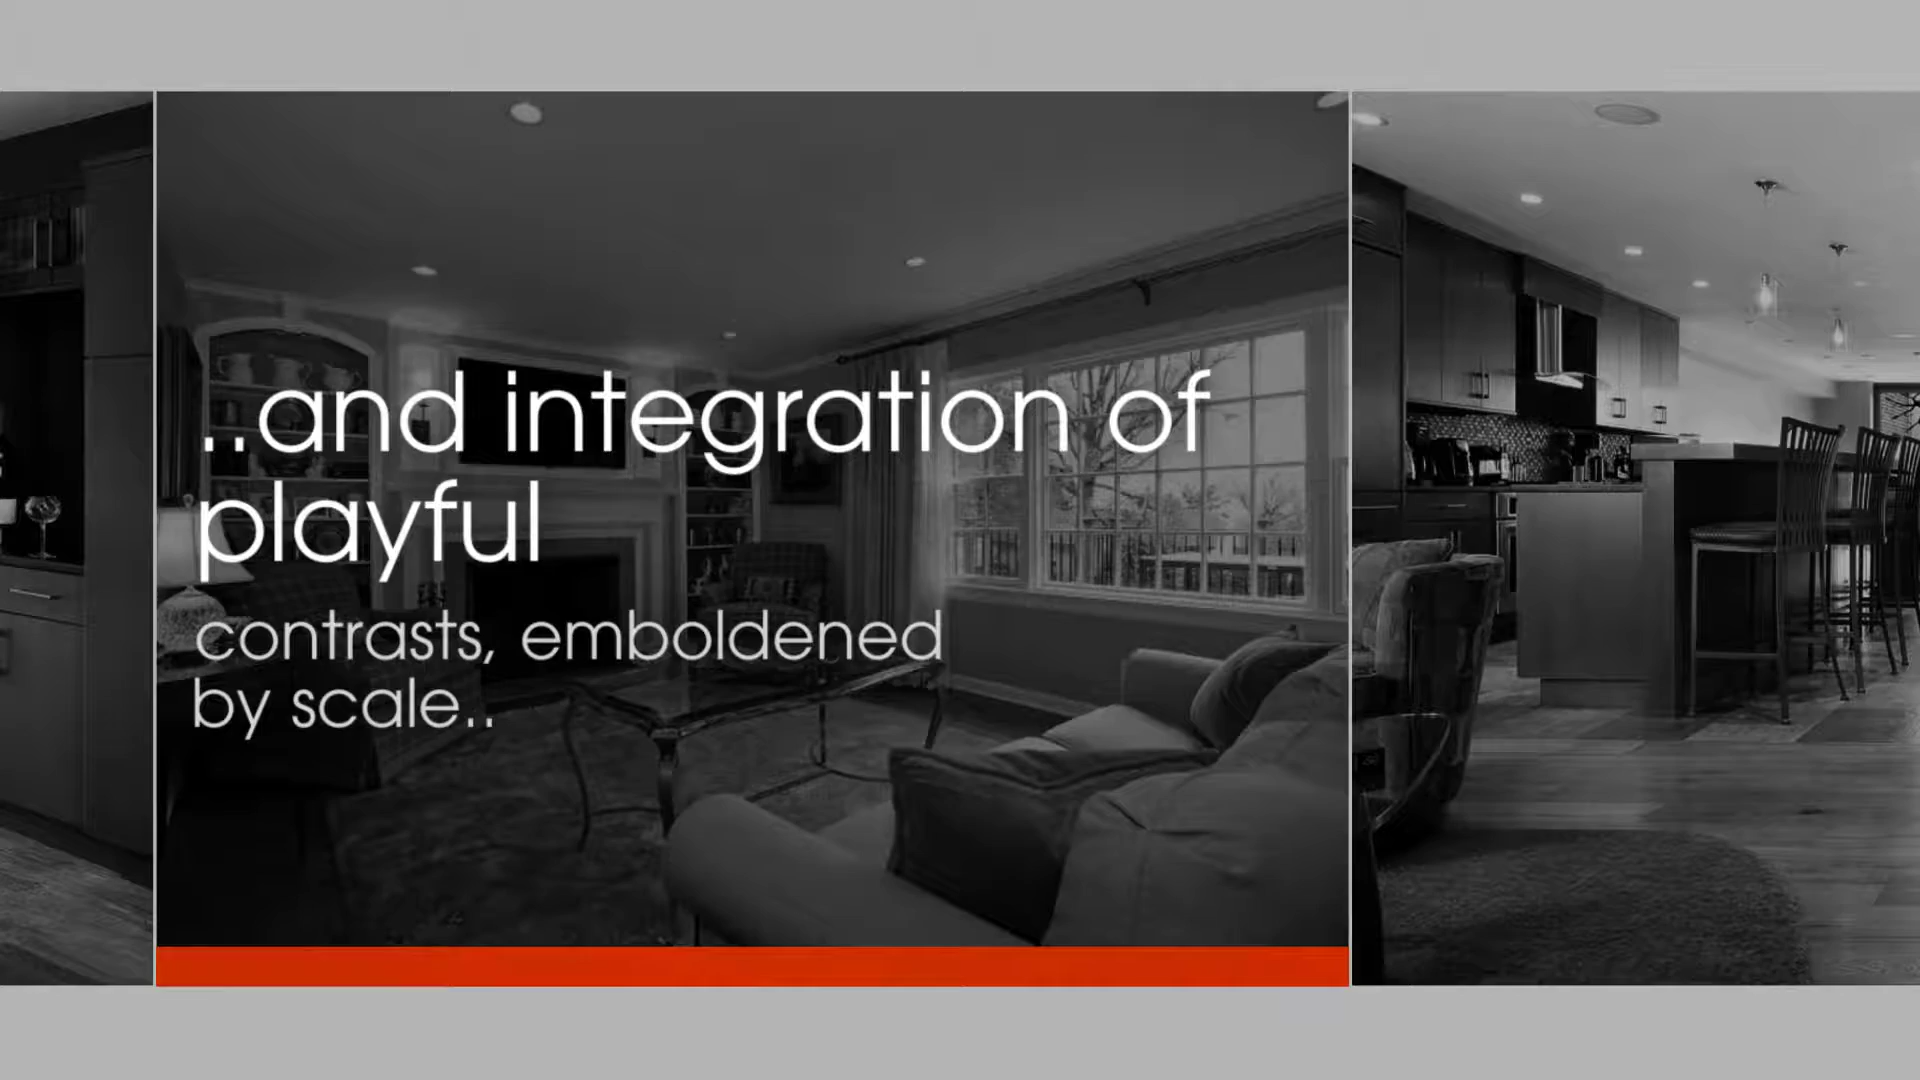 ..and integration of
playful
contrasts, emboldened
by scale..